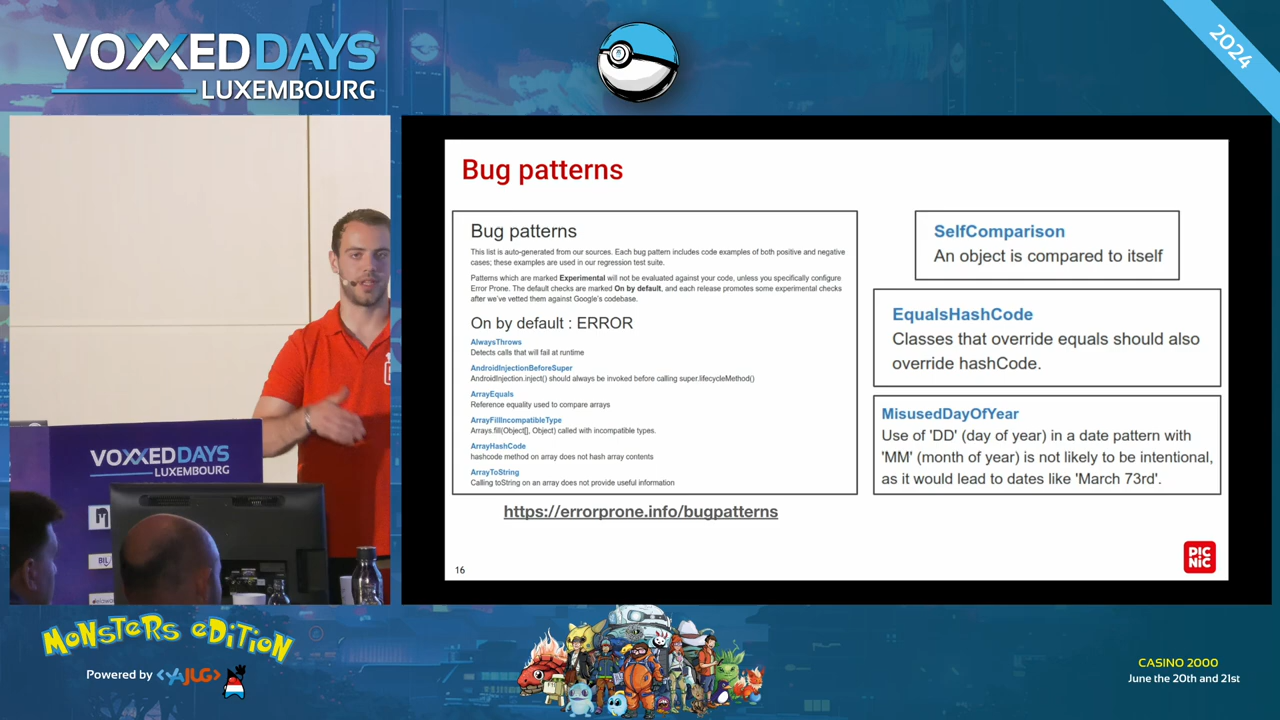 VOXXED DAYS
LUXEMBOURG
2024
Bug patterns
Bug patterns
This list is auto-generated from our sources. Each bug pattern includes code examples of both positive and negative
cases; these examples are used in our regression test suite.
Patterns which are marked Experimental will not be evaluated against your code, unless you specifically configure
Error Prone. The default checks are marked On by default, and each release promotes some experimental checks
after we've vetted them against Google's codebase.
On by default : ERROR
AlwaysThrows
Detects calls that will fail at runtime
AndroidInjectionBeforeSuper
AndroidInjection.inject() should always be invoked before calling super.lifecycleMethod()
ArrayEquals
Reference equality used to compare arrays
ArrayFillIncompatibleType
Arrays.fill(Object[], Object) called with incompatible types.
ArrayHashCode
hashcode method on array does not hash array contents
ArrayToString
Calling toString on an array does not provide useful information
https://errorprone.info/bugpatterns
SelfComparison
An object is compared to itself
EqualsHashCode
Classes that override equals should also
override hashCode.
MisusedDayOfYear
Use of 'DD' (day of year) in a date pattern with
'MM' (month of year) is not likely to be intentional,
as it would lead to dates like 'March 73rd'.
16
PIC
NIC
VOXXED DAYS
LUXEMBOURG
BIL
MONSTERS EDITION
Powered by <YAJUG>
CASINO 2000
June the 20th and 21st